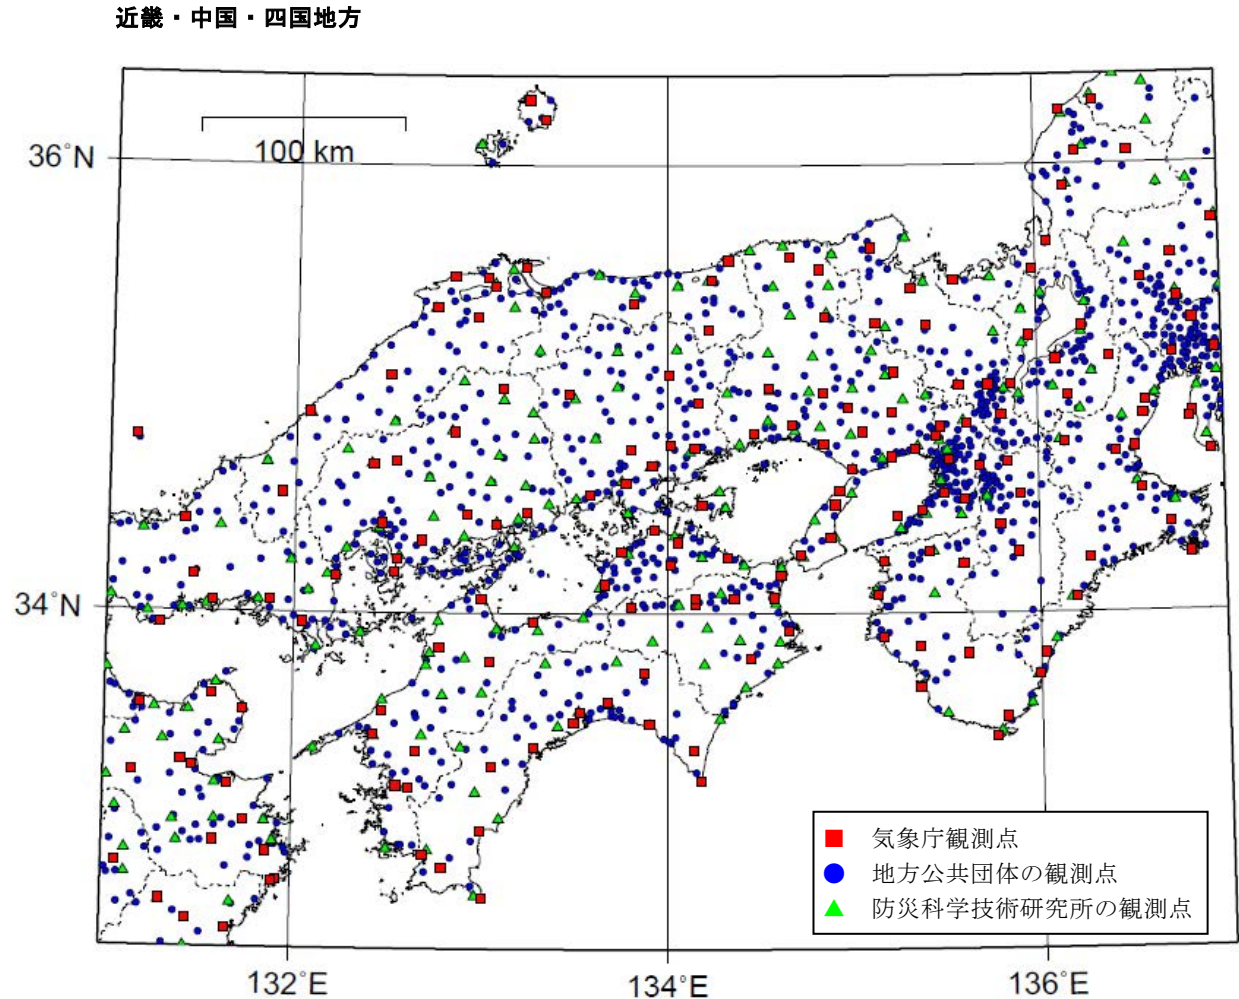 近畿・中国・四国地方
100 km
36°N
34°N
気象庁観測点
地方公共団体の観測点
防災科学技術研究所の観測点
132°E
134°E
136°E